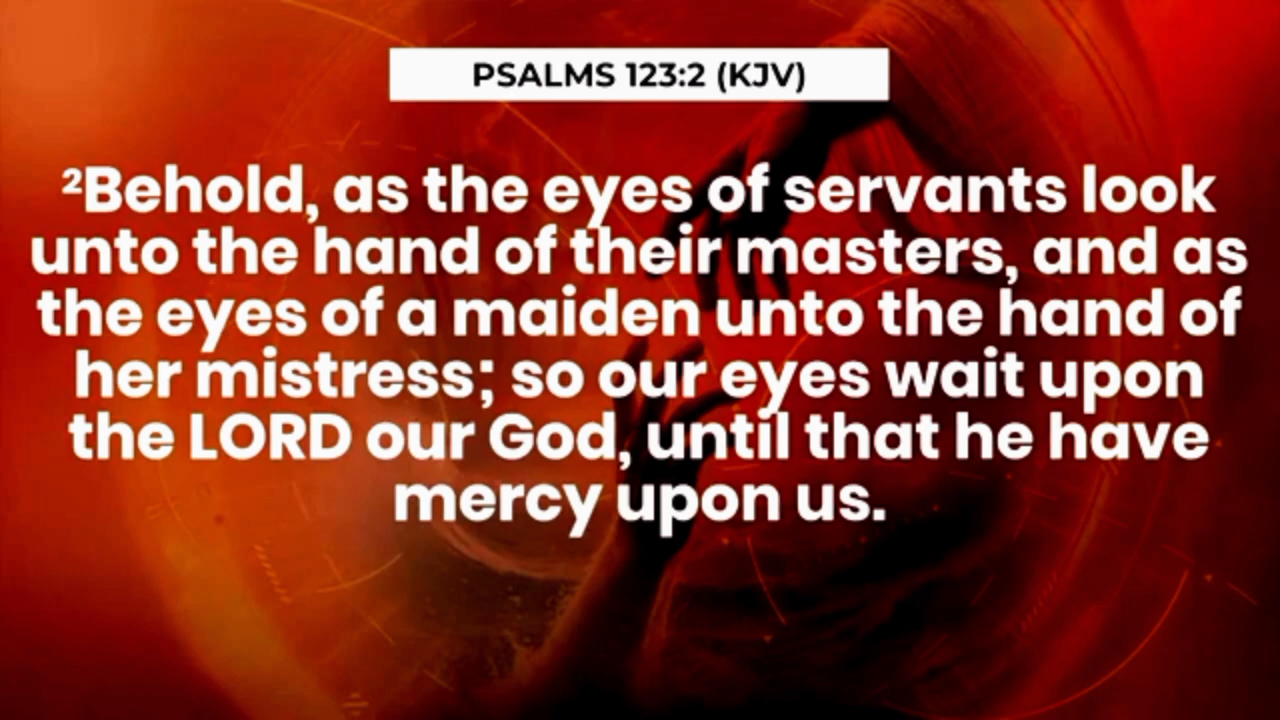 PSALMS 123:2 (KJV)
²Behold, as the eyes of servants look
unto the hand of their masters, and as
the eyes of a maiden unto the hand of
her mistress; so our eyes wait upon
the LORD our God, until that he have
mercy upon us.